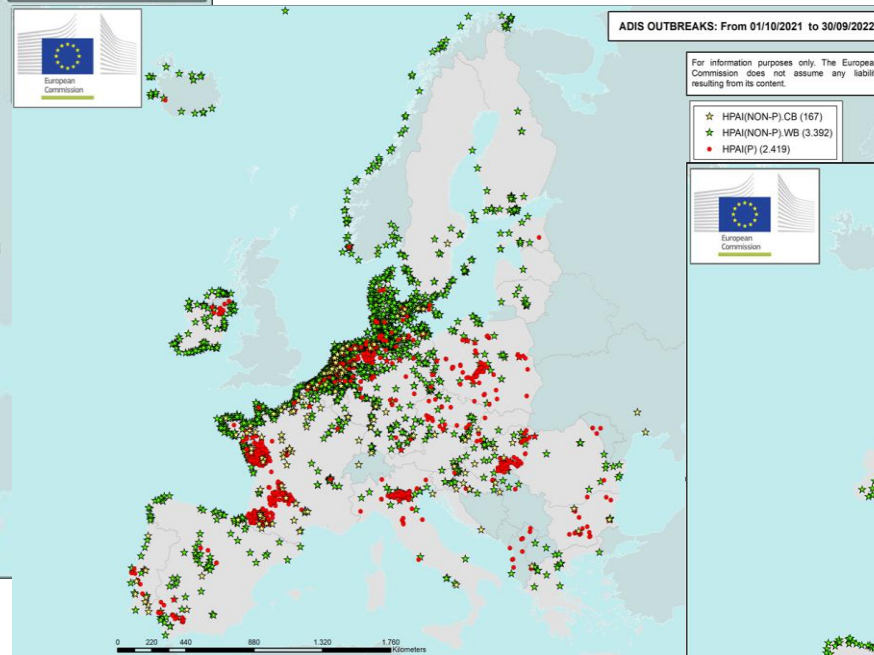 European
Commission
ADIS OUTBREAKS: From 01/10/2021 to 30/09/2022
For information purposes only. The Europea
Commission does not assume any liabilit
resulting from its content.
HPAI(NON-P).CB (167)
HPAI(NON-P).WB (3.392)
HPAI(P) (2.419)
European
Commission
0 220 440 880 1.320 1.760
Kilometers